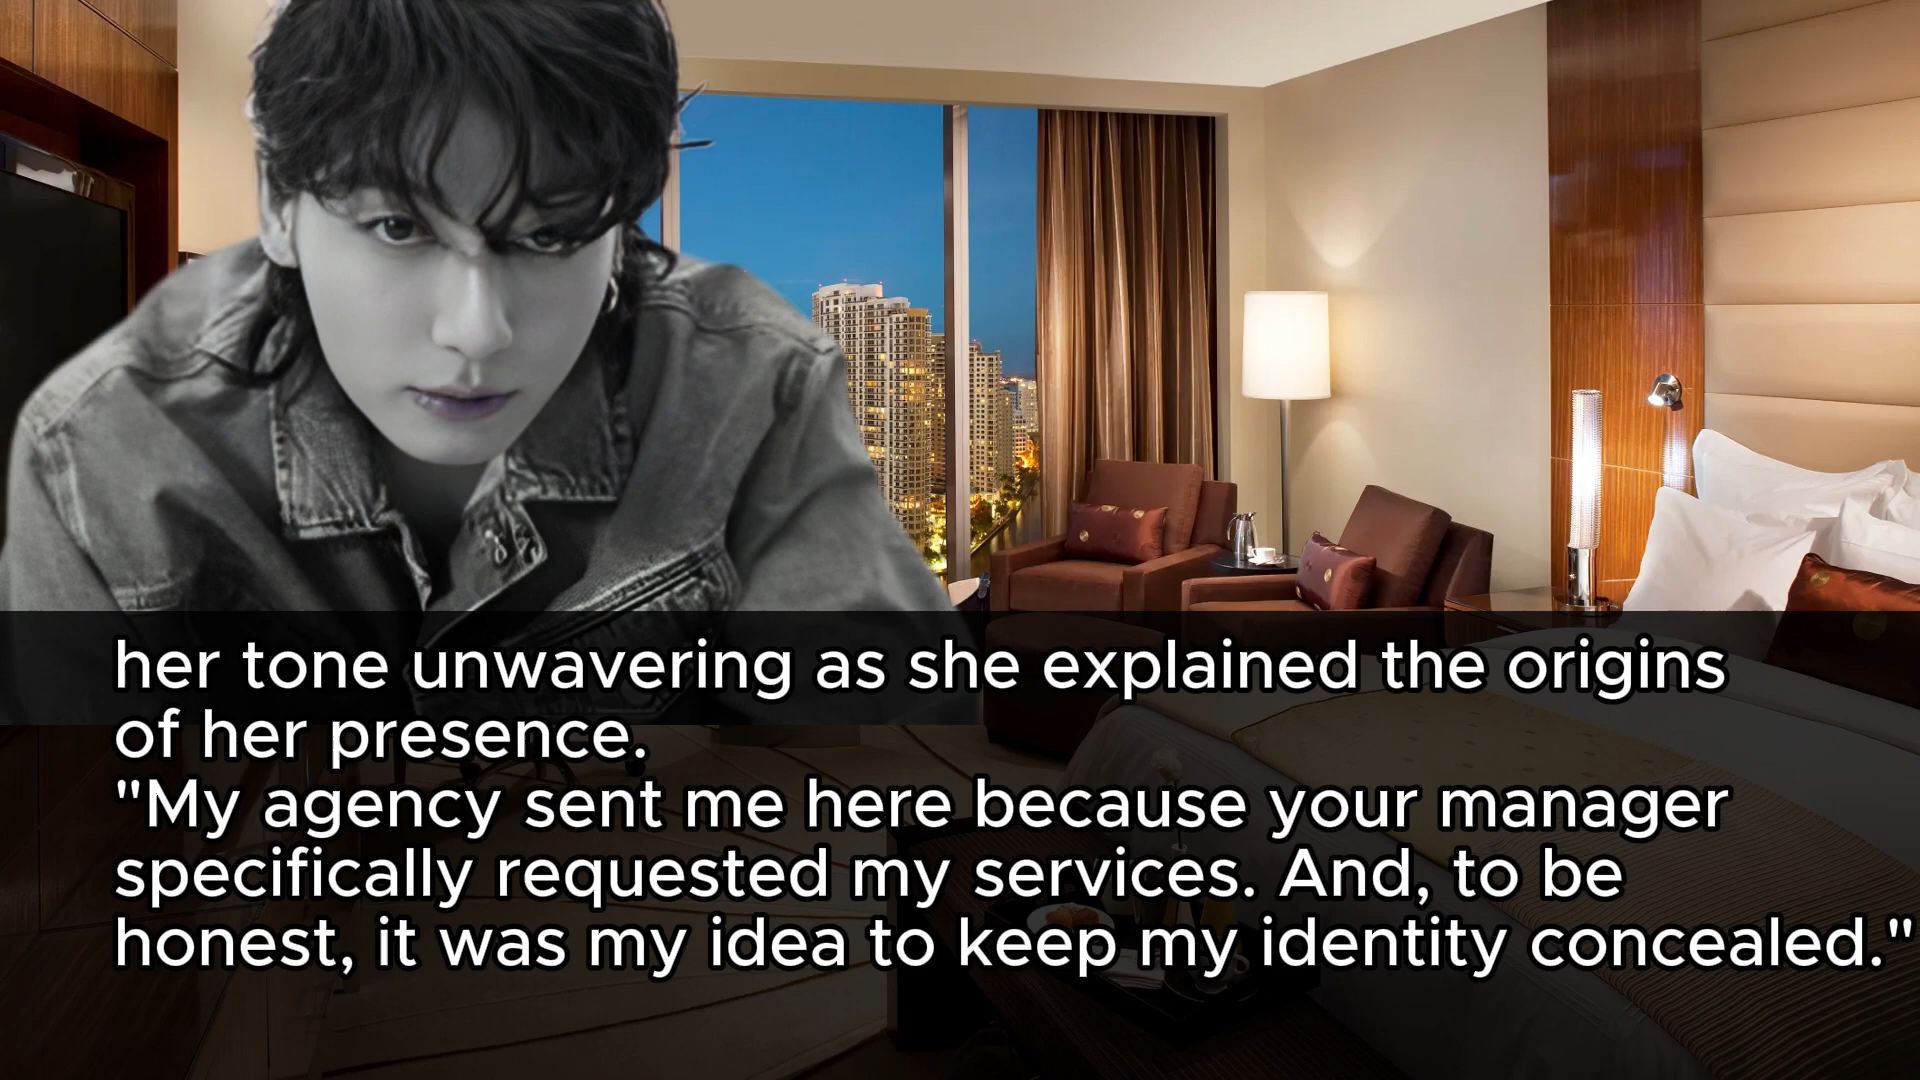 her tone unwavering as she explained the origins
of her presence.
"My agency sent me here because your manager
specifically requested my services. And, to be
honest, it was my idea to keep my identity concealed."